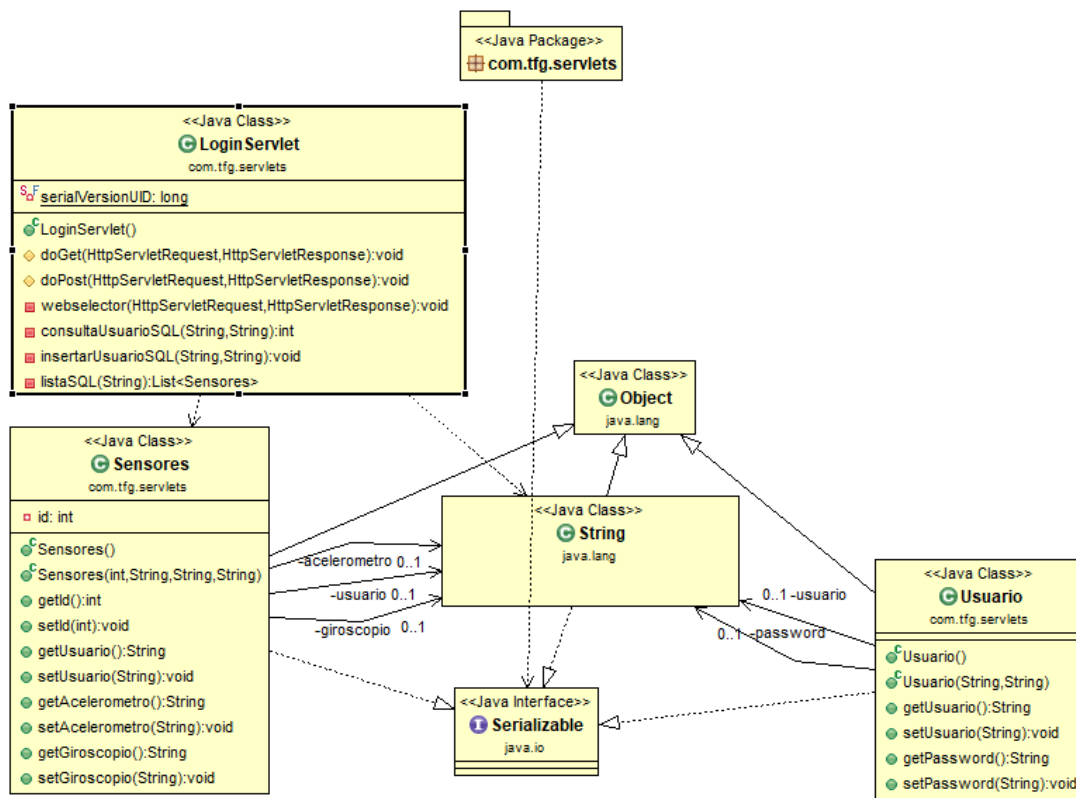 <<Java Package>>
com.tfg.servlets
<<Java Class>>
LoginServlet
com.tfg.servlets
serialVersionUID: long
LoginServlet()
doGet(HttpServletRequest,HttpServletResponse):void
doPost(HttpServletRequest,HttpServletResponse):void
webselector(HttpServletRequest,HttpServletResponse):void
consultaUsuarioSQL(String,String):int
insertarUsuarioSQL(String,String):void
listaSQL(String):List<Sensores>
<<Java Class>>
Object
java.lang
<<Java Class>>
Sensores
com.tfg.servlets
id: int
Sensores()
Sensores(int,String,String,String)
getId():int
setId(int):void
getUsuario():String
setUsuario(String):void
getAcelerometro():String
setAcelerometro(String):void
getGiroscopio():String
setGiroscopio(String):void
-acelerometro 0..1
-usuario 0..1
-giroscopio 0..1
<<Java Class>>
String
java.lang
0..1 -usuario
0..1 -password
<<Java Class>>
Usuario
com.tfg.servlets
Usuario()
Usuario(String,String)
getUsuario():String
setUsuario(String):void
getPassword():String
setPassword(String):void
<<Java Interface>>
Serializable
java.io